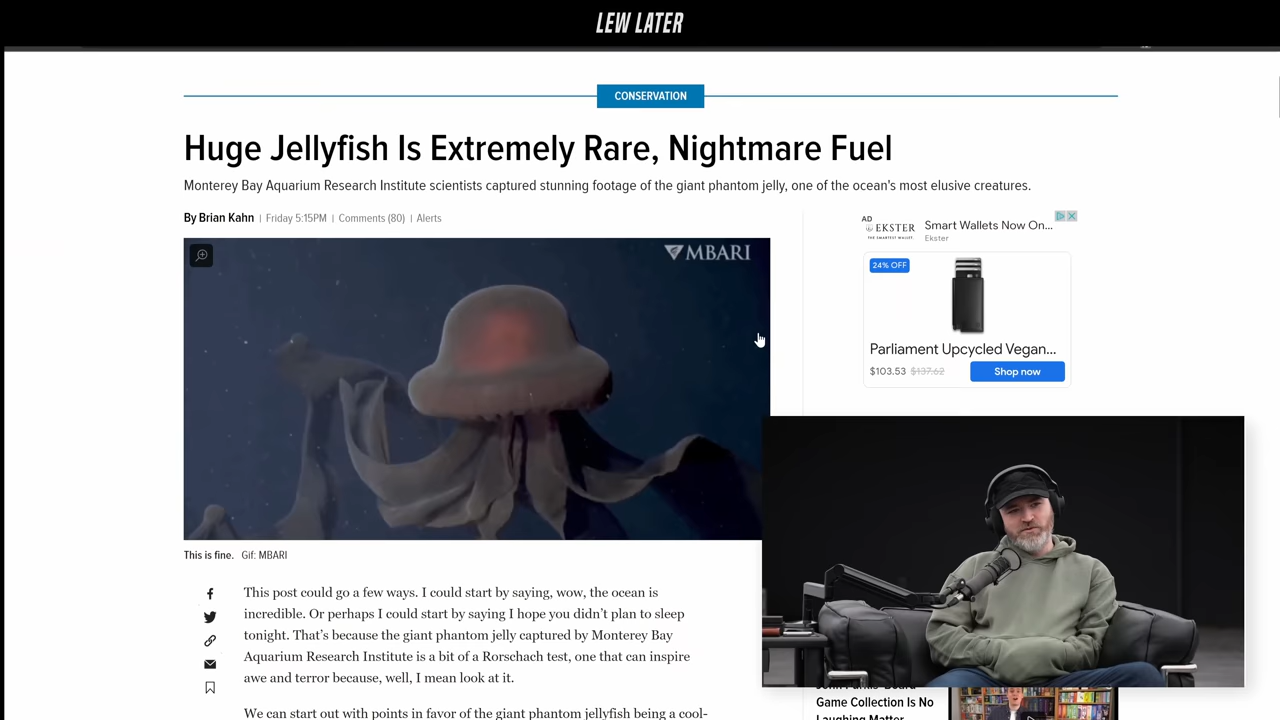 LEW LATER
CONSERVATION
Huge Jellyfish Is Extremely Rare, Nightmare Fuel
Monterey Bay Aquarium Research Institute scientists captured stunning footage of the giant phantom jelly, one of the ocean's most elusive creatures.
By Brian Kahn | Friday 5:15PM | Comments (80) | Alerts
MBARI
This is fine. Gif: MBARI
This post could go a few ways. I could start by saying, wow, the ocean is
incredible. Or perhaps I could start by saying I hope you didn't plan to sleep
tonight. That's because the giant phantom jelly captured by Monterey Bay
Aquarium Research Institute is a bit of a Rorschach test, one that can inspire
awe and terror because, well, I mean look at it.
We can start out with points in favor of the giant phantom jellyfish being a cool-
AD
EKSTER
THE SMARTEST WALLET
Smart Wallets Now On...
Ekster
24% OFF
Parliament Upcycled Vegan...
$103.53 $137.62
Shop now
Game Collection Is No
Laughing Matter